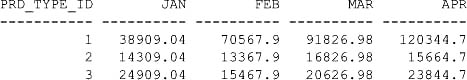 PRD_TYPE_ID JAN FEB MAR APR
----------- ---------- ---------- ---------- ----------
1 38909.04 70567.9 91826.98 120344.7
2 14309.04 13367.9 16826.98 15664.7
3 24909.04 15467.9 20626.98 23844.7